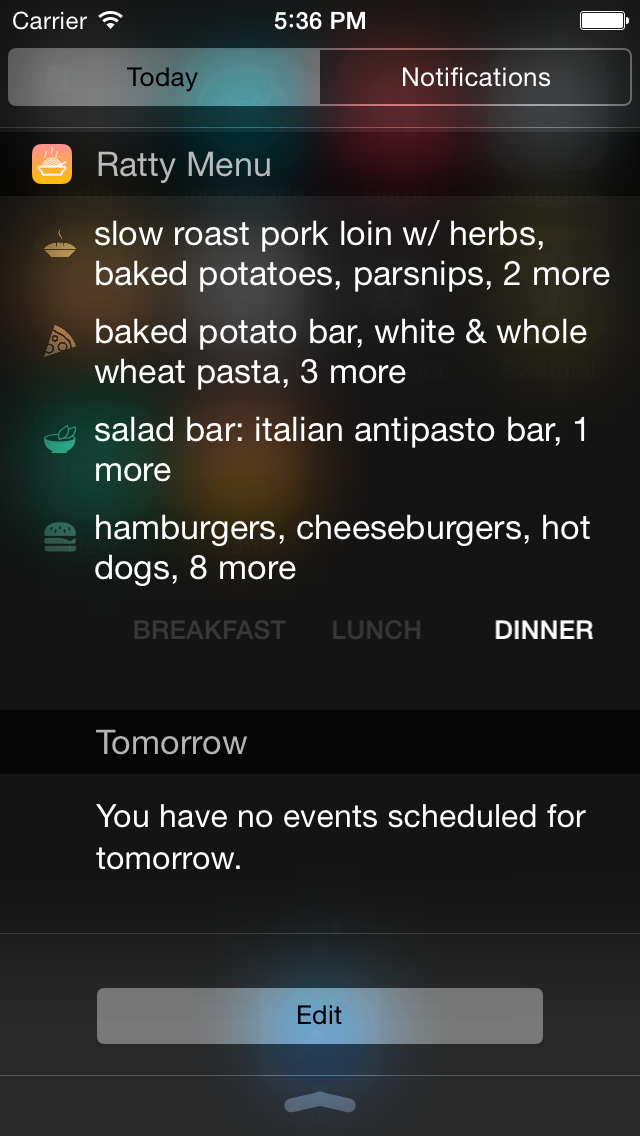 Carrier 5:36 PM
Today Notifications
Ratty Menu
slow roast pork loin w/ herbs,
baked potatoes, parsnips, 2 more
baked potato bar, white & whole
wheat pasta, 3 more
salad bar: italian antipasto bar, 1
more
hamburgers, cheeseburgers, hot
dogs, 8 more
BREAKFAST LUNCH DINNER
Tomorrow
You have no events scheduled for
tomorrow.
Edit